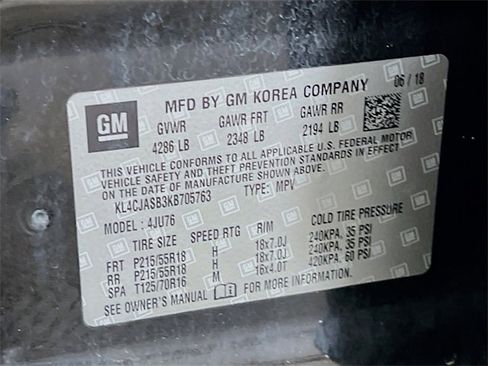 GM
MFD BY GM KOREA COMPANY 06/18
GVWR GAWR FRT GAWR RR
4286 LB 2348 LB 2194 LB
THIS VEHICLE CONFORMS TO ALL APPLICABLE U.S. FEDERAL MOTOR
VEHICLE SAFETY AND THEFT PREVENTION STANDARDS IN EFFECT
ON THE DATE OF MANUFACTURE SHOWN ABOVE.
KL4CJASB3KB705763 TYPE: MPV
MODEL: 4JU76
TIRE SIZE SPEED RTG RIM COLD TIRE PRESSURE
FRT P215/55R18 H 18x7.0J 240KPA, 35 PSI
RR P215/55R18 H 18x7.0J 240KPA, 35 PSI
SPA T125/70R16 M 16x4.0T 420KPA, 60 PSI
SEE OWNER'S MANUAL FOR MORE INFORMATION.